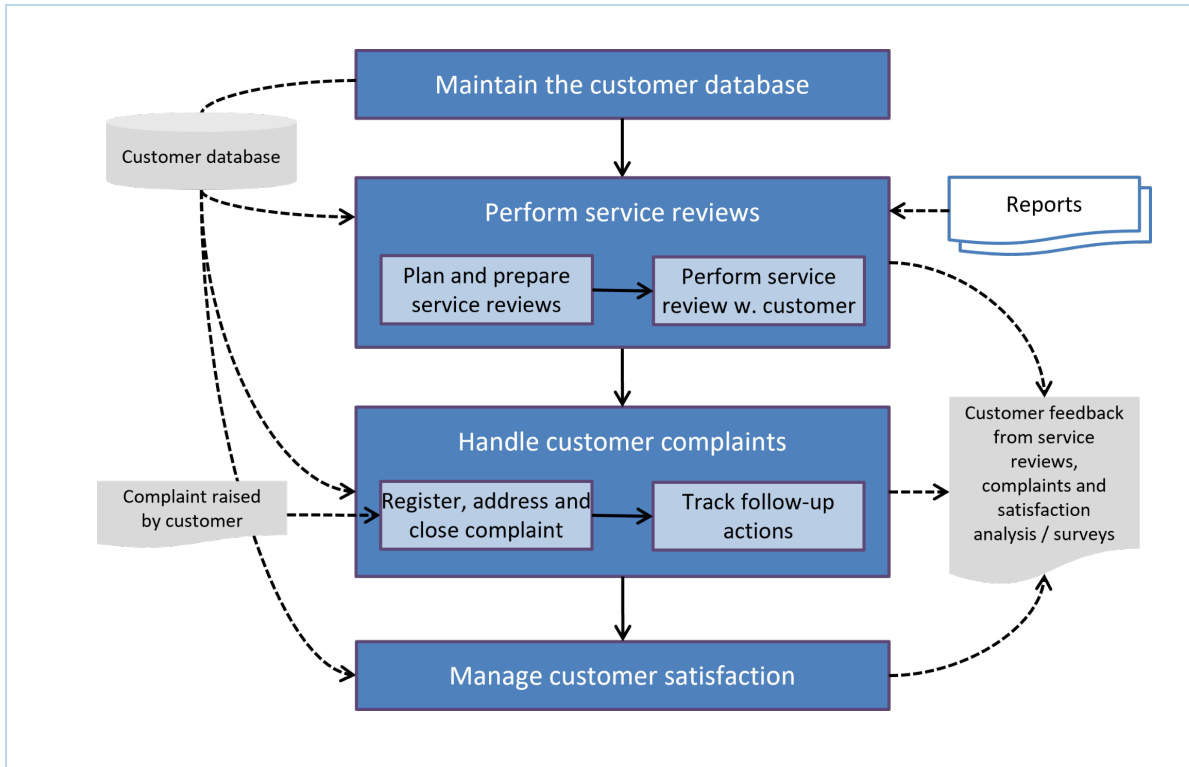 Maintain the customer database
Customer database
Perform service reviews
Reports
Plan and prepare
service reviews
Perform service
review w. customer
Handle customer complaints
Customer feedback
from service
reviews,
complaints and
satisfaction
analysis / surveys
Complaint raised
by customer
Register, address and
close complaint
Track follow-up
actions
Manage customer satisfaction